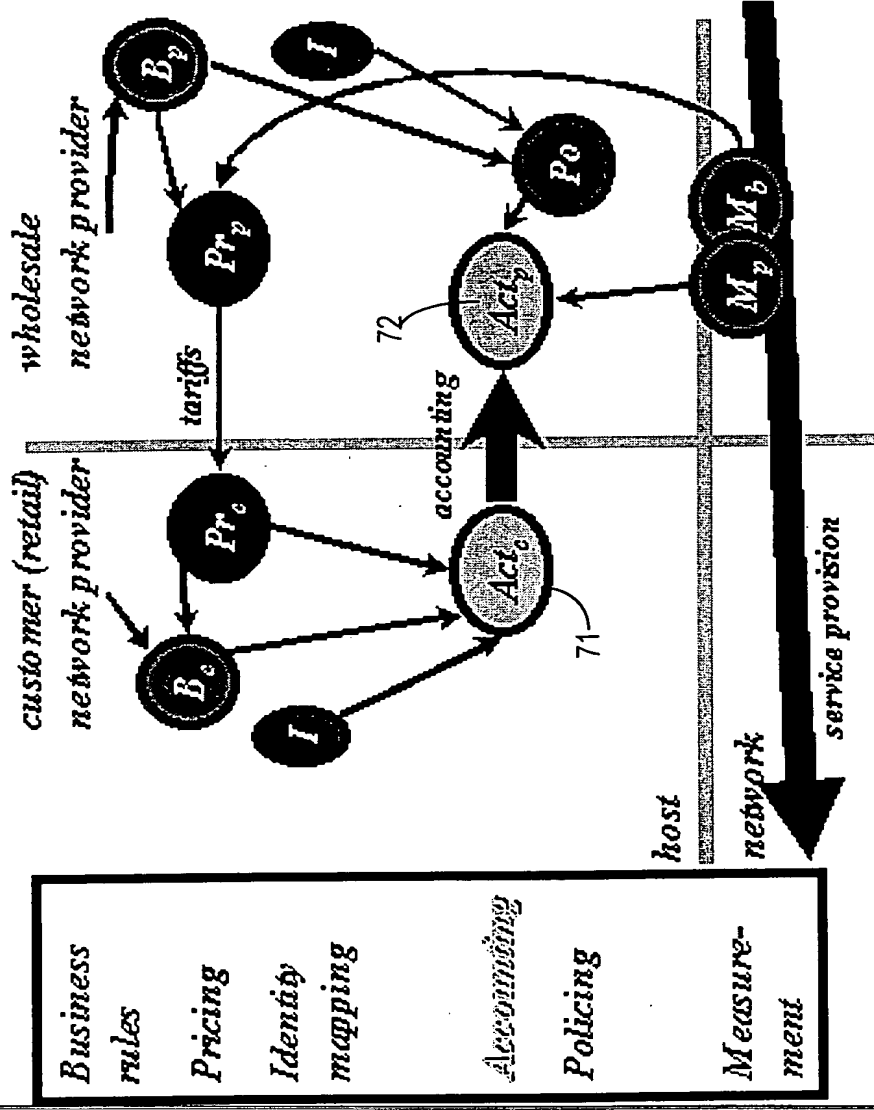 Business
rules
Pricing
Identity
mapping
Accounting
Policing
Measure-
ment
customer (retail)
network provider
wholesale
network provider
B_c
Pr_c
tariffs
Pr_p
B_p
I
I
71
Act_c
accounting
72
Act_p
Po
host
network
M_p
M_b
service provision